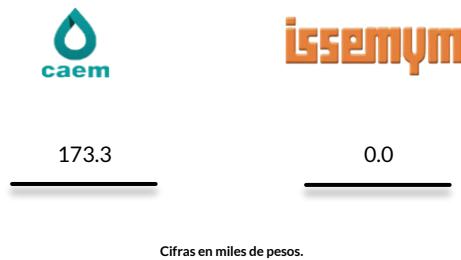 caem
issemym
173.3
0.0
Cifras en miles de pesos.